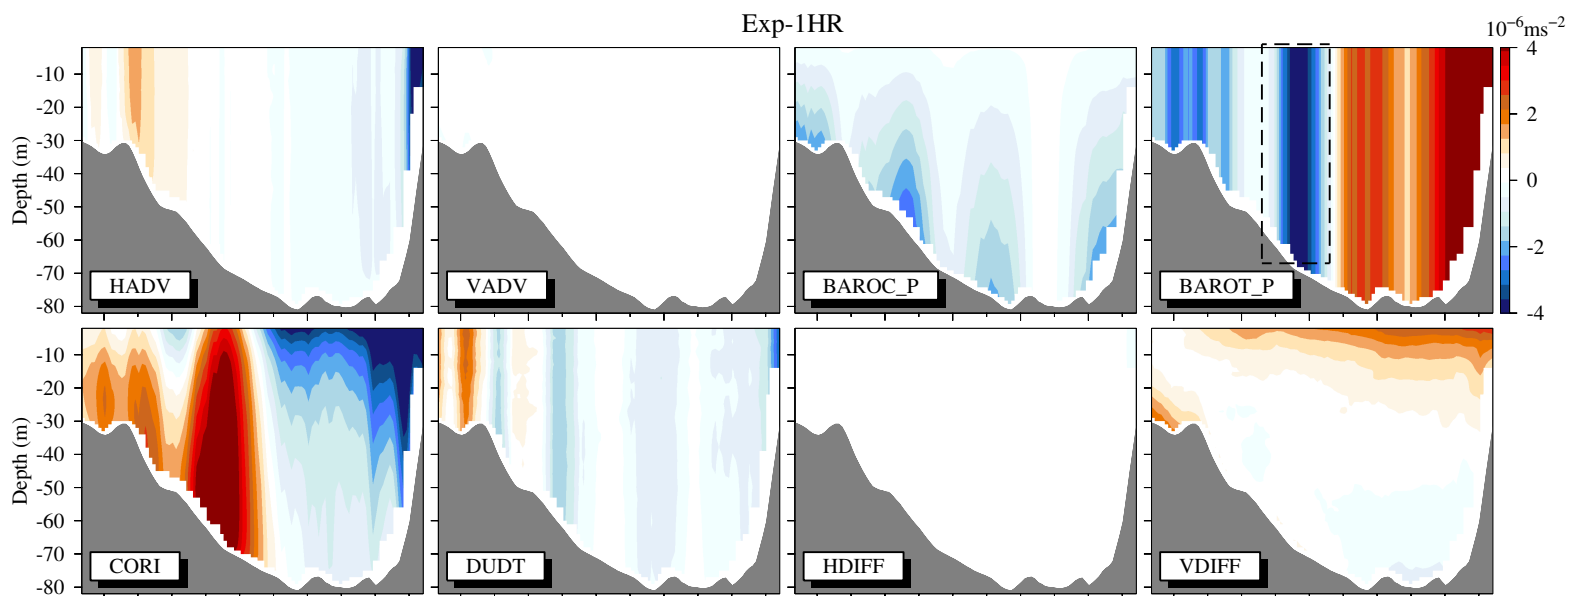 Exp-1HR
10−6ms−2
Depth (m)
-10
-20
-30
-40
-50
-60
-70
-80
HADV
VADV
BAROC_P
BAROT_P
4
2
0
-2
-4
Depth (m)
-10
-20
-30
-40
-50
-60
-70
-80
CORI
DUDT
HDIFF
VDIFF